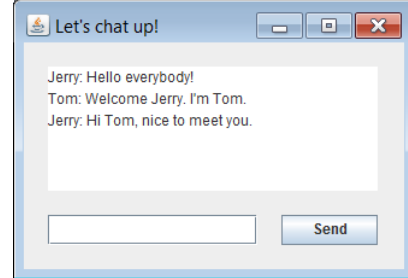 Let's chat up!
Jerry: Hello everybody!
Tom: Welcome Jerry. I'm Tom.
Jerry: Hi Tom, nice to meet you.
Send